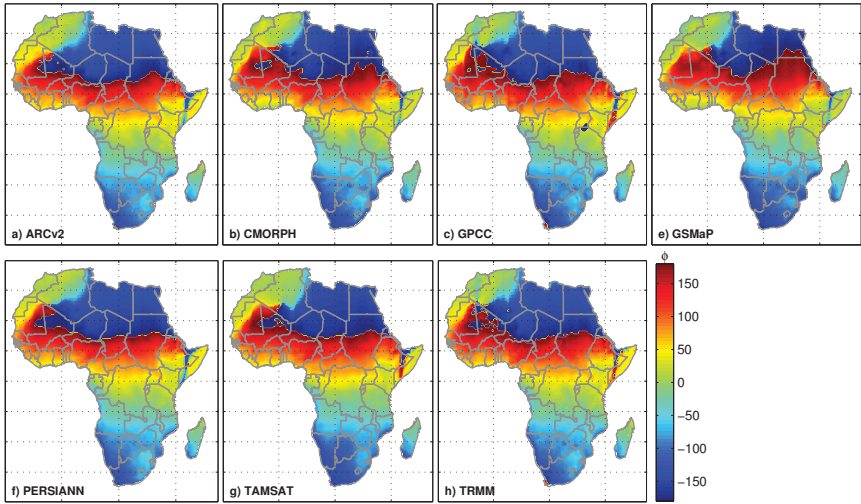 a) ARCv2
b) CMORPH
c) GPCC
e) GSMaP
f) PERSIANN
g) TAMSAT
h) TRMM
ϕ
150
100
50
0
−50
−100
−150